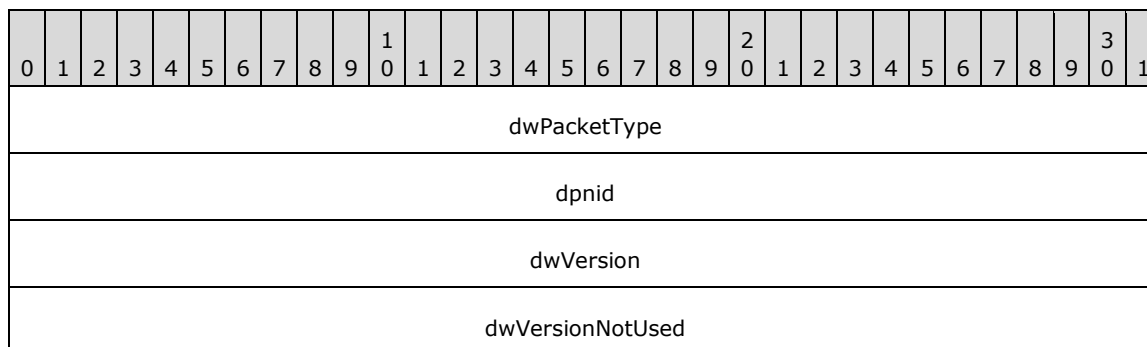 1 2 3
0 1 2 3 4 5 6 7 8 9 0 1 2 3 4 5 6 7 8 9 0 1 2 3 4 5 6 7 8 9 0 1
dwPacketType
dpnid
dwVersion
dwVersionNotUsed